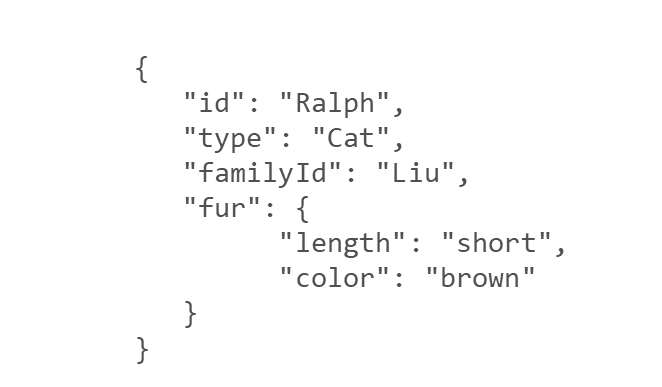 {
"id": "Ralph",
"type": "Cat",
"familyId": "Liu",
"fur": {
"length": "short",
"color": "brown"
}
}